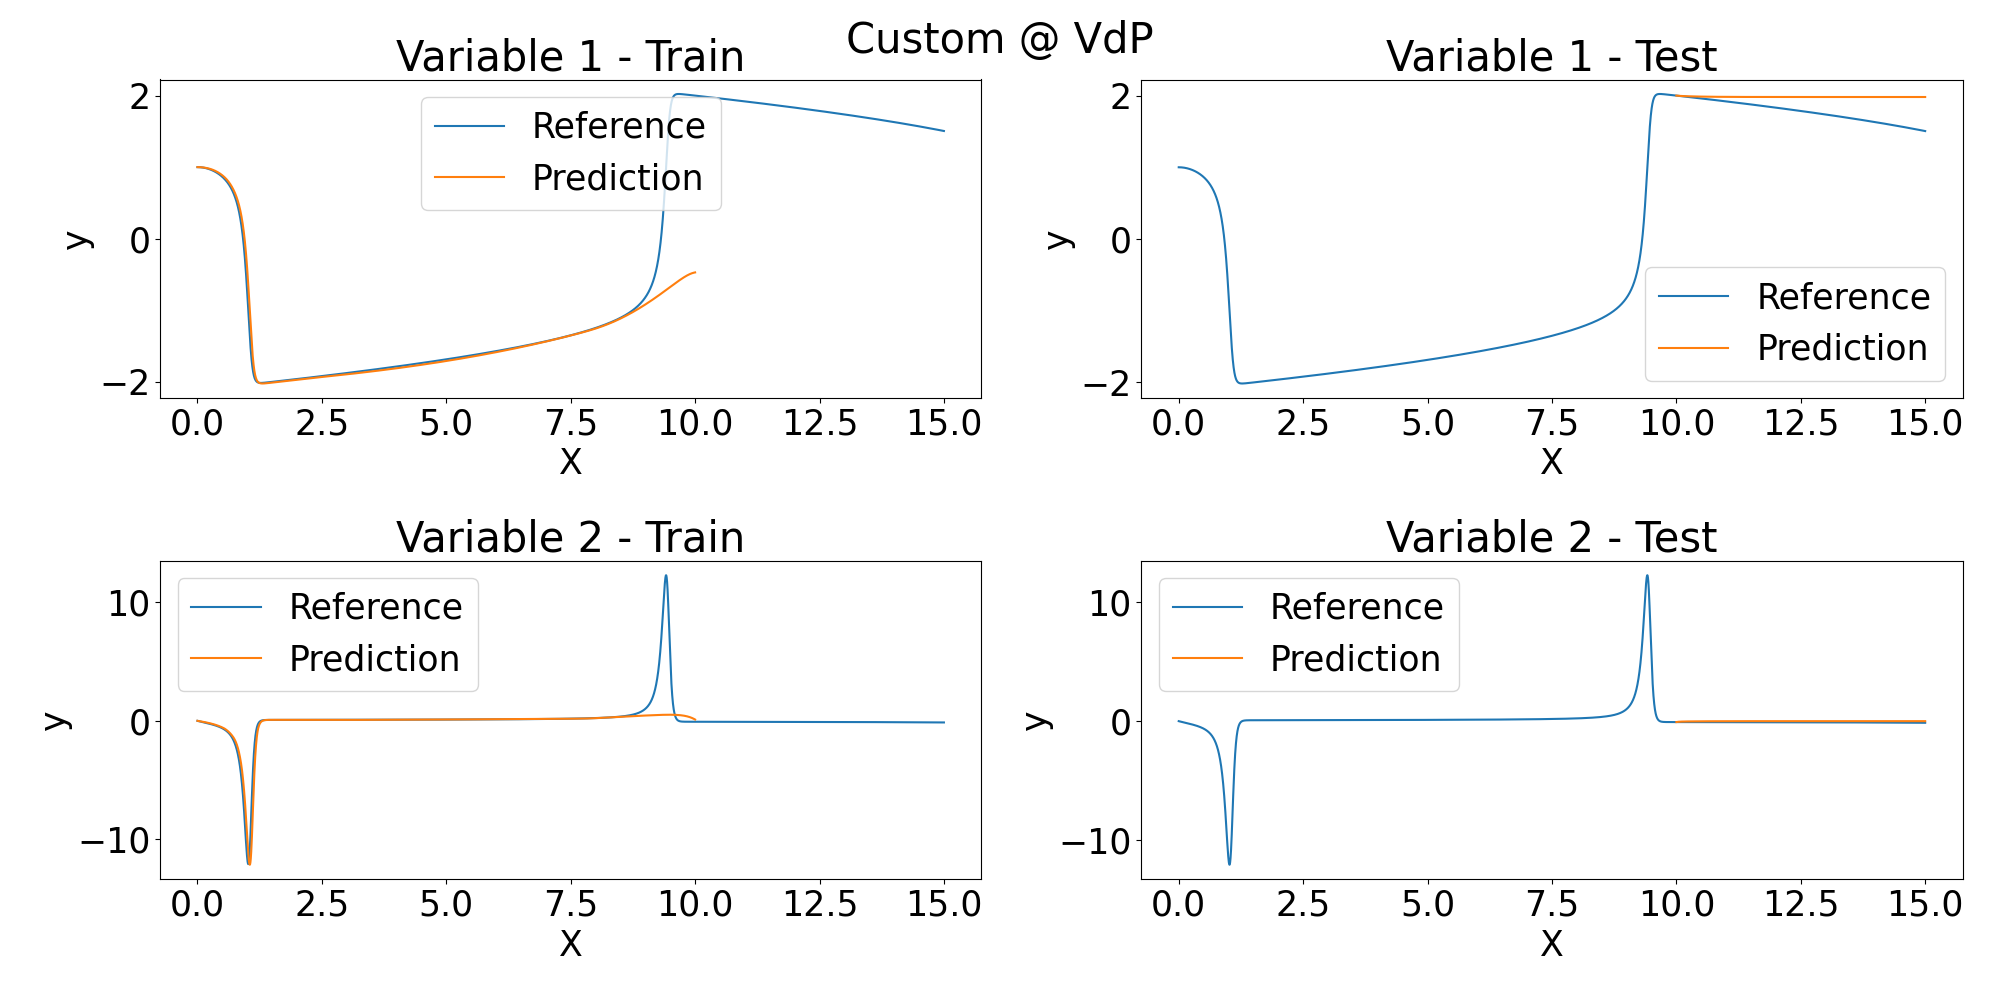 Custom @ VdP
Variable 1 - Train
2
0
−2
y
Reference
Prediction
0.0 2.5 5.0 7.5 10.0 12.5 15.0
X
Variable 1 - Test
2
0
−2
y
Reference
Prediction
0.0 2.5 5.0 7.5 10.0 12.5 15.0
X
Variable 2 - Train
10
0
−10
y
Reference
Prediction
0.0 2.5 5.0 7.5 10.0 12.5 15.0
X
Variable 2 - Test
10
0
−10
y
Reference
Prediction
0.0 2.5 5.0 7.5 10.0 12.5 15.0
X